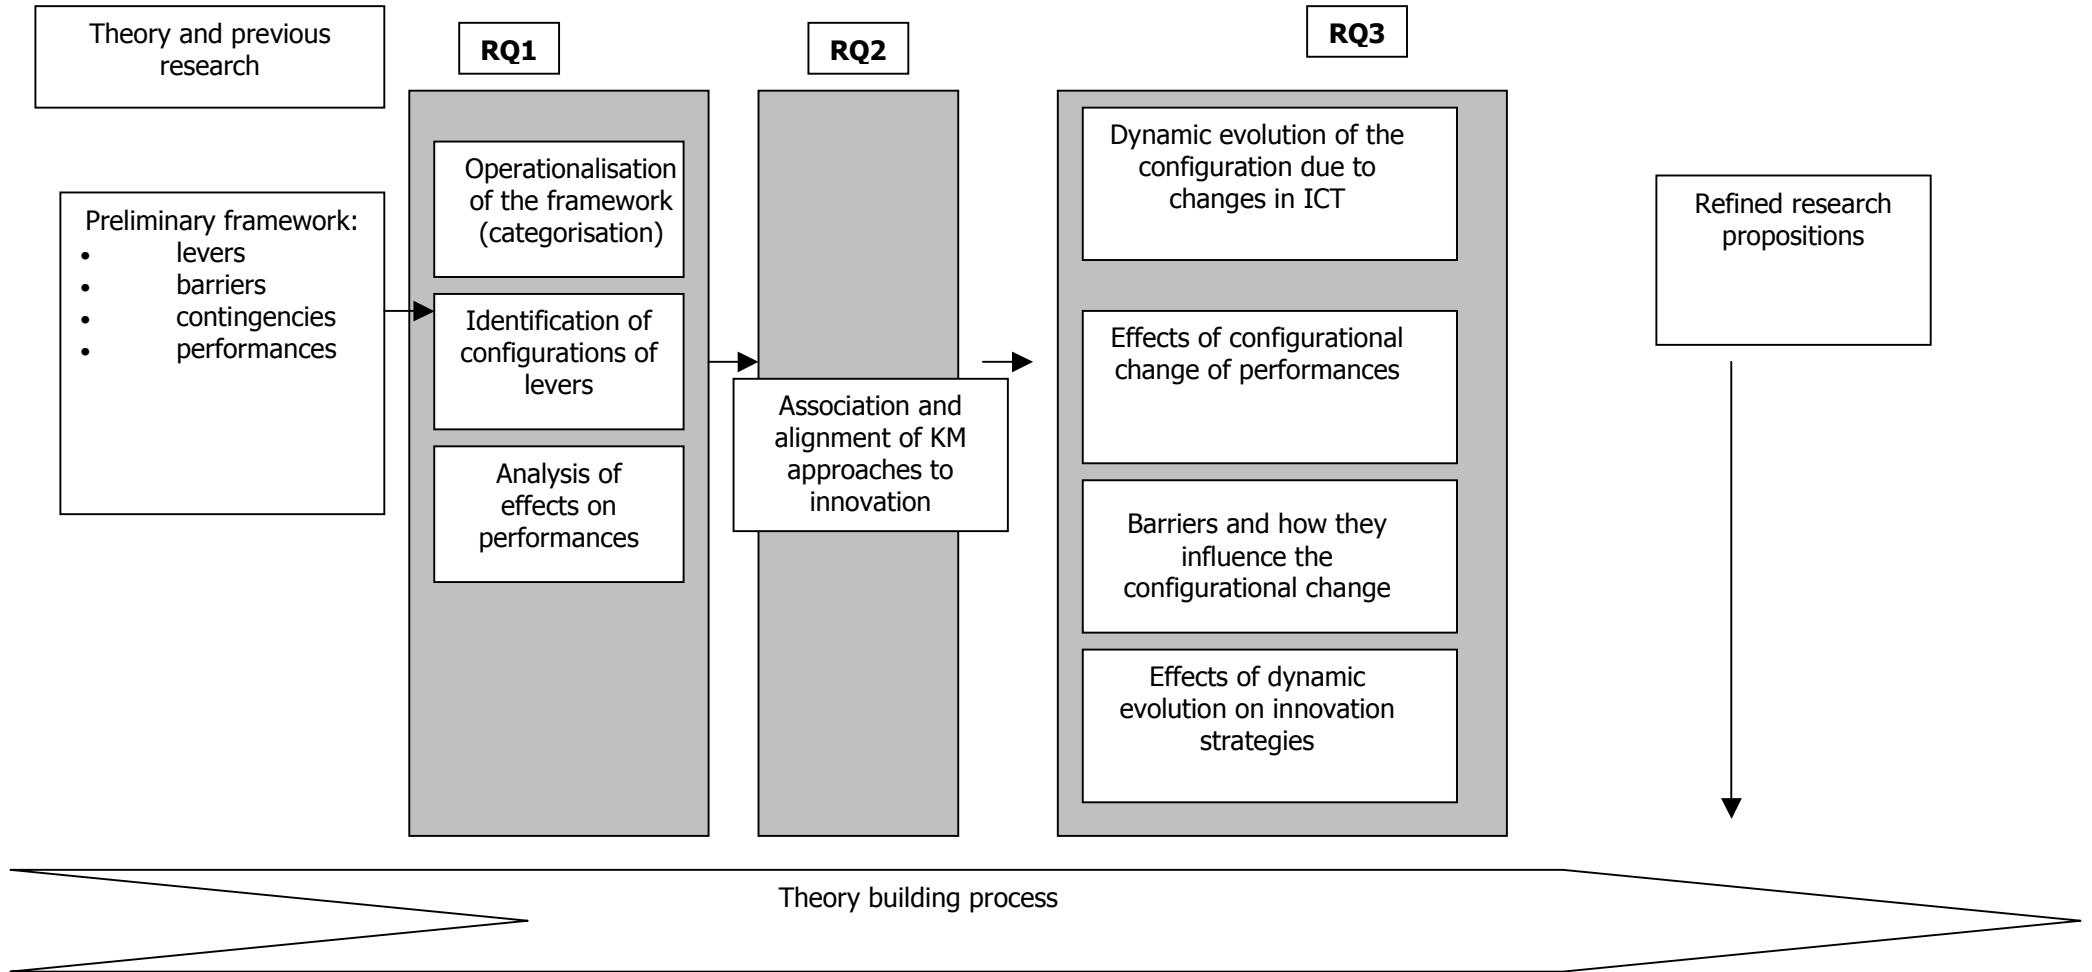 Theory and previous
research
RQ1
RQ2
RQ3
Preliminary framework:
• levers
• barriers
• contingencies
• performances
Operationalisation
of the framework
(categorisation)
Identification of
configurations of
levers
Analysis of
effects on
performances
Association and
alignment of KM
approaches to
innovation
Dynamic evolution of the
configuration due to
changes in ICT
Effects of configurational
change of performances
Barriers and how they
influence the
configurational change
Effects of dynamic
evolution on innovation
strategies
Refined research
propositions
Theory building process